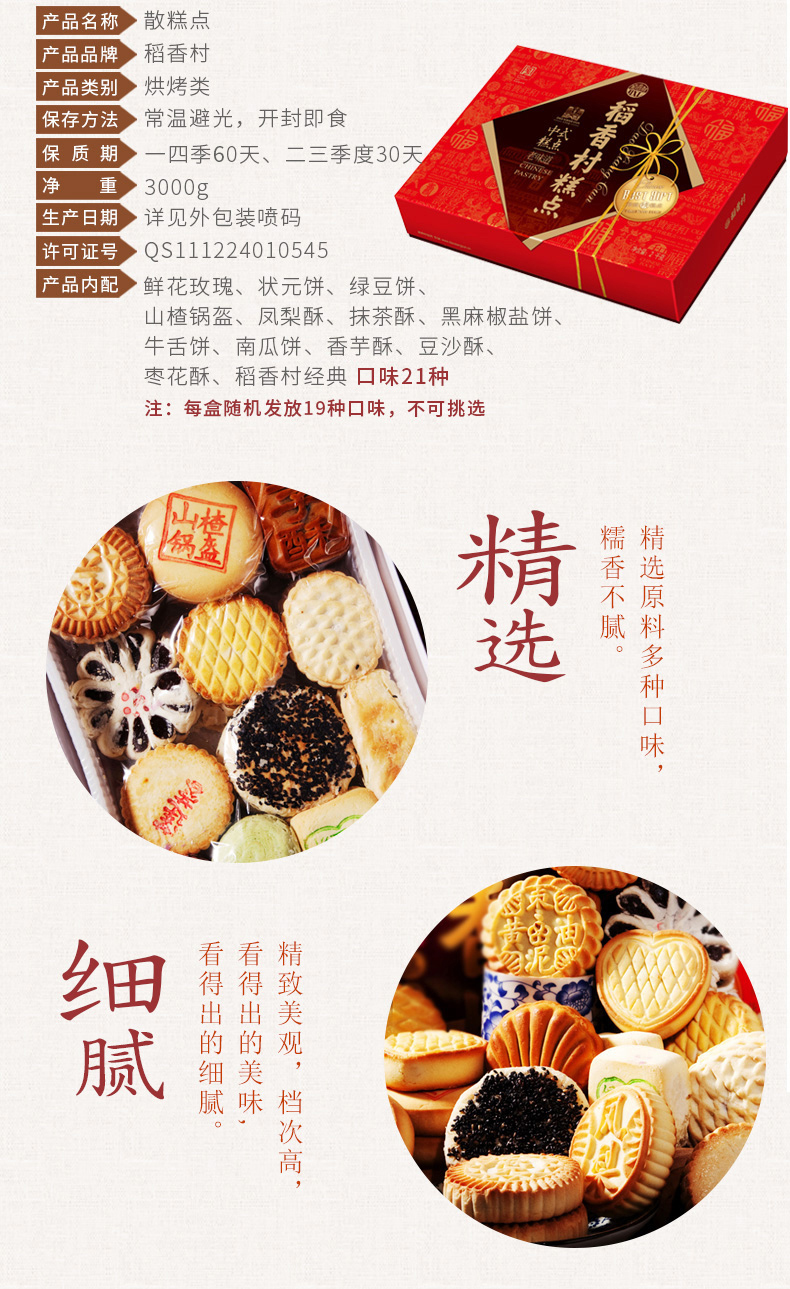 产品名称 散糕点
产品品牌 稻香村
产品类别 烘烤类
保存方法 常温避光，开封即食
保质期 一四季60天、二三季度30天
净重 3000g
生产日期 详见外包装喷码
许可证号 QS111224010545
产品内配 鲜花玫瑰、状元饼、绿豆饼、
山楂锅盔、凤梨酥、抹茶酥、黑麻椒盐饼、
牛舌饼、南瓜饼、香芋酥、豆沙酥、
枣花酥、稻香村经典 口味21种
注：每盒随机发放19种口味，不可挑选
稻香村糕点
中式
糕点
老味道
CHINESE
PASTRY
山楂
锅盔
精选
精选原料多种口味，
糯香不腻。
细腻
精致美观，档次高，
看得出的美味,
看得出的细腻。
枣
黄油
泥
凤